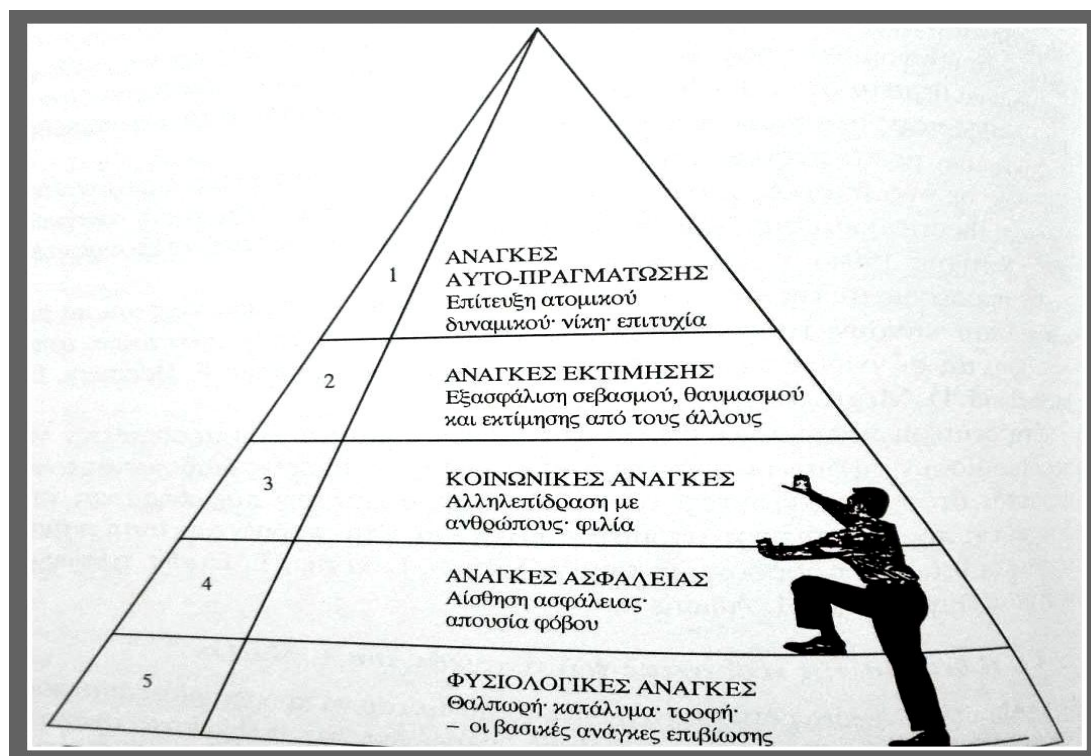 1
ΑΝΑΓΚΕΣ
ΑΥΤΟ-ΠΡΑΓΜΑΤΩΣΗΣ
Επίτευξη ατομικού
δυναμικού· νίκη· επιτυχία
2
ΑΝΑΓΚΕΣ ΕΚΤΙΜΗΣΗΣ
Εξασφάλιση σεβασμού, θαυμασμού
και εκτίμησης από τους άλλους
3
ΚΟΙΝΩΝΙΚΕΣ ΑΝΑΓΚΕΣ
Αλληλεπίδραση με
ανθρώπους· φιλία
4
ΑΝΑΓΚΕΣ ΑΣΦΑΛΕΙΑΣ
Αίσθηση ασφάλειας·
απουσία φόβου
5
ΦΥΣΙΟΛΟΓΙΚΕΣ ΑΝΑΓΚΕΣ
Θαλπωρή· κατάλυμα· τροφή·
– οι βασικές ανάγκες επιβίωσης